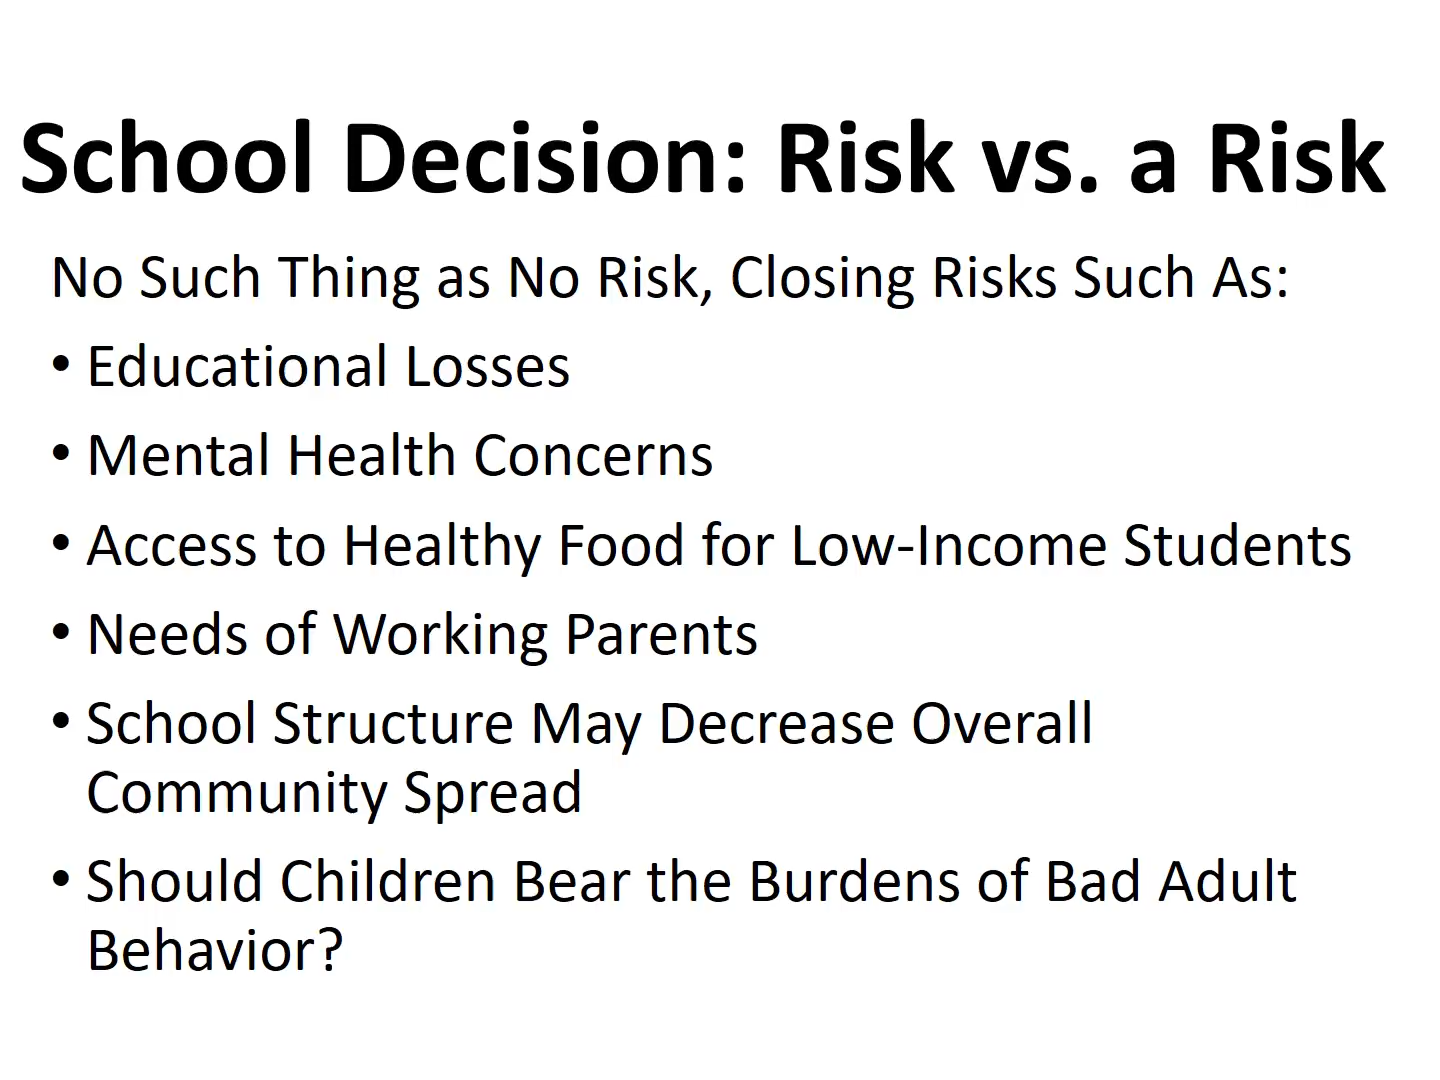 School Decision: Risk vs. a Risk
No Such Thing as No Risk, Closing Risks Such As:
• Educational Losses
• Mental Health Concerns
• Access to Healthy Food for Low-Income Students
• Needs of Working Parents
• School Structure May Decrease Overall
Community Spread
• Should Children Bear the Burdens of Bad Adult
Behavior?